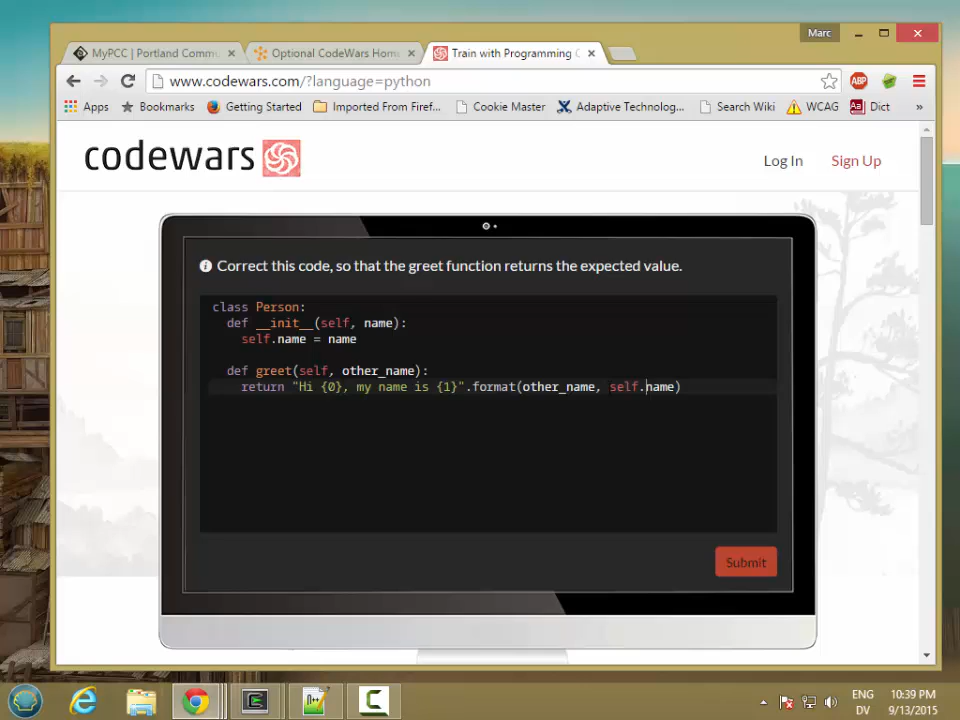 Marc
MyPCC | Portland Commu
Optional CodeWars Hom
Train with Programming C
www.codewars.com/?language=python
ABP
Apps
Bookmarks
Getting Started
Imported From Firef...
Cookie Master
Adaptive Technolog...
Search Wiki
WCAG
Dict
»
codewars
Log In
Sign Up
Correct this code, so that the greet function returns the expected value.
class Person:
  def __init__(self, name):
    self.name = name
  def greet(self, other_name):
    return "Hi {0}, my name is {1}".format(other_name, self.name)
Submit
ENG
DV
10:39 PM
9/13/2015